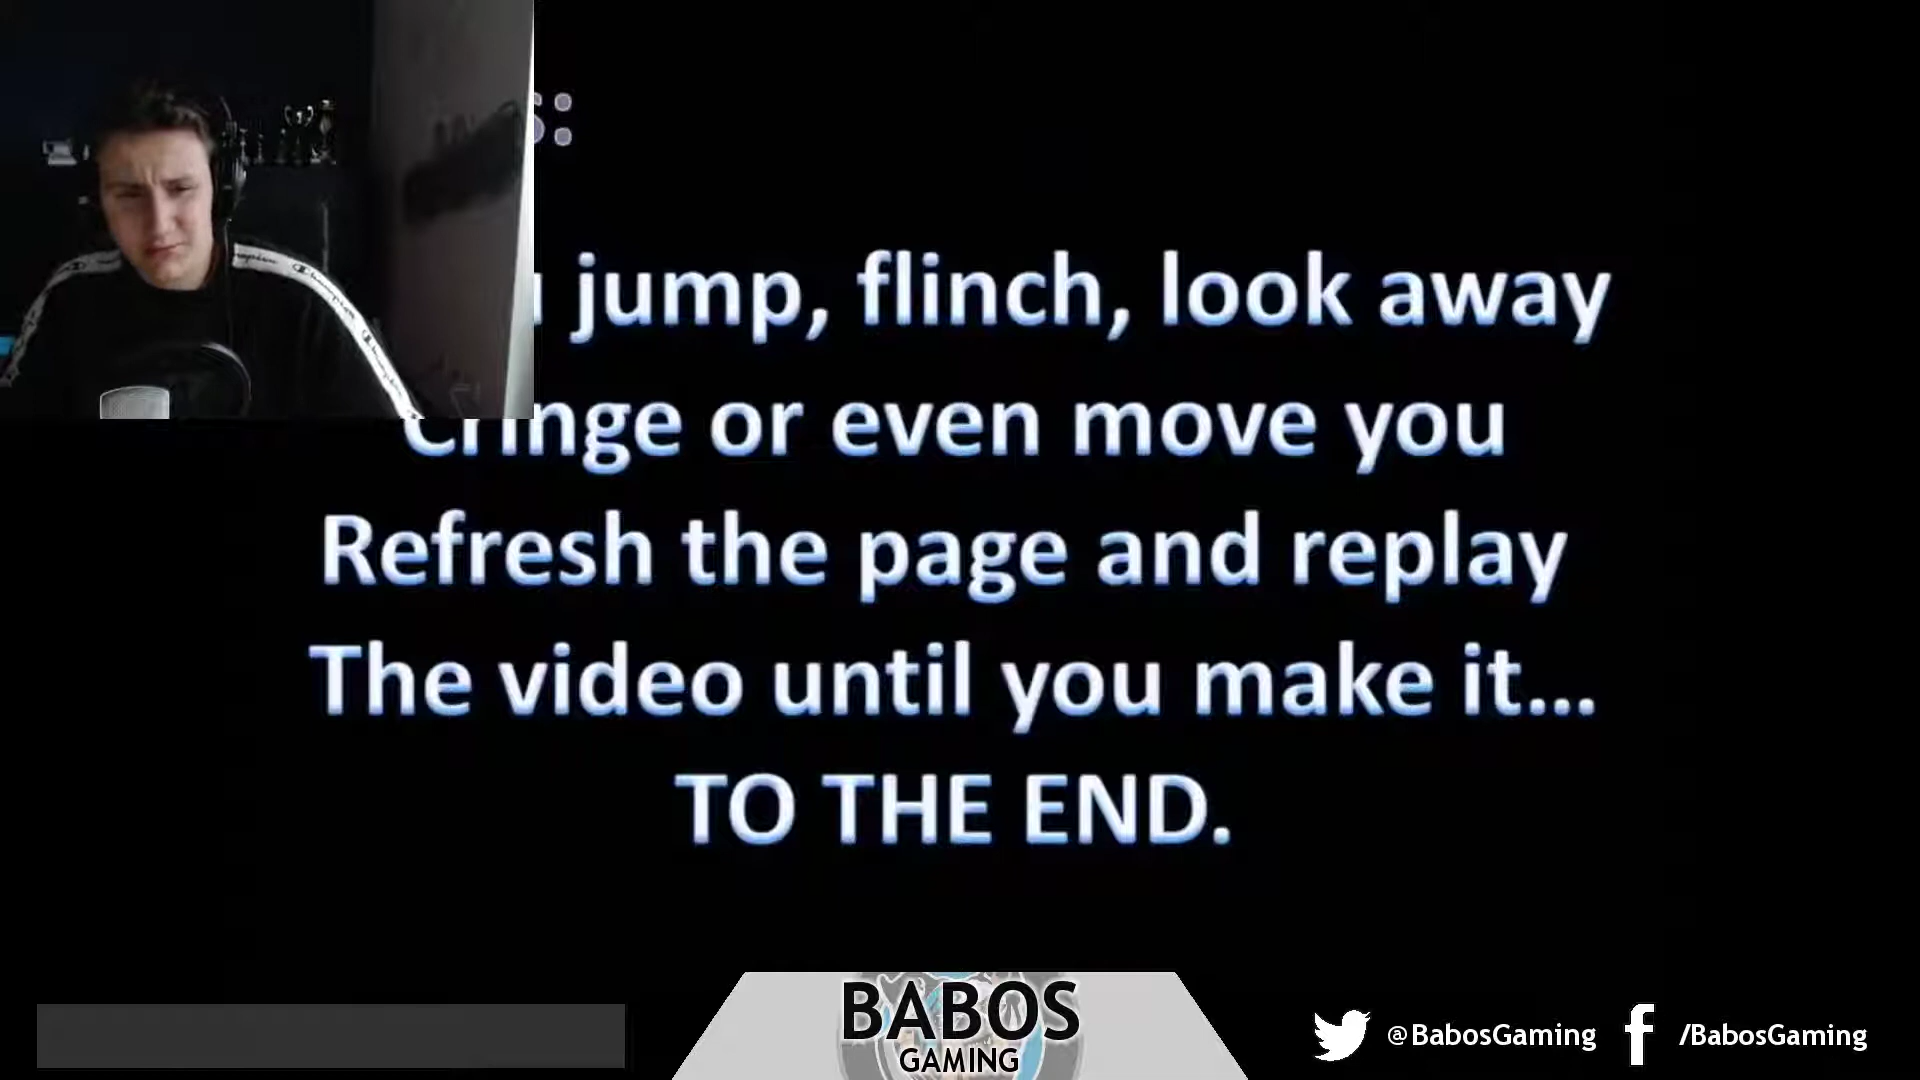 s:
jump, flinch, look away
Cringe or even move you
Refresh the page and replay
The video until you make it...
TO THE END.
BABOS
GAMING
@BabosGaming
/BabosGaming